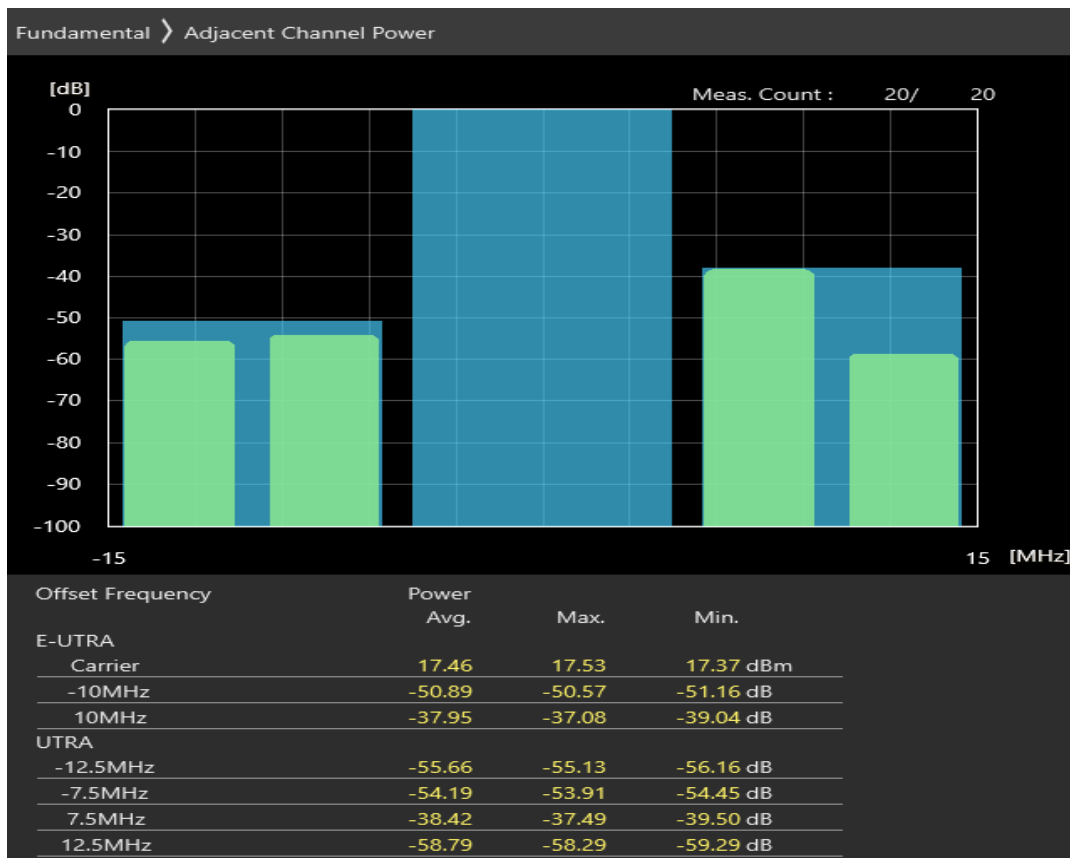 Fundamental 〉 Adjacent Channel Power
[dB]
Meas. Count : 20/ 20
0
-10
-20
-30
-40
-50
-60
-70
-80
-90
-100
-15 15 [MHz]
Offset Frequency Power
Avg. Max. Min.
E-UTRA
Carrier 17.46 17.53 17.37 dBm
-10MHz -50.89 -50.57 -51.16 dB
10MHz -37.95 -37.08 -39.04 dB
UTRA
-12.5MHz -55.66 -55.13 -56.16 dB
-7.5MHz -54.19 -53.91 -54.45 dB
7.5MHz -38.42 -37.49 -39.50 dB
12.5MHz -58.79 -58.29 -59.29 dB